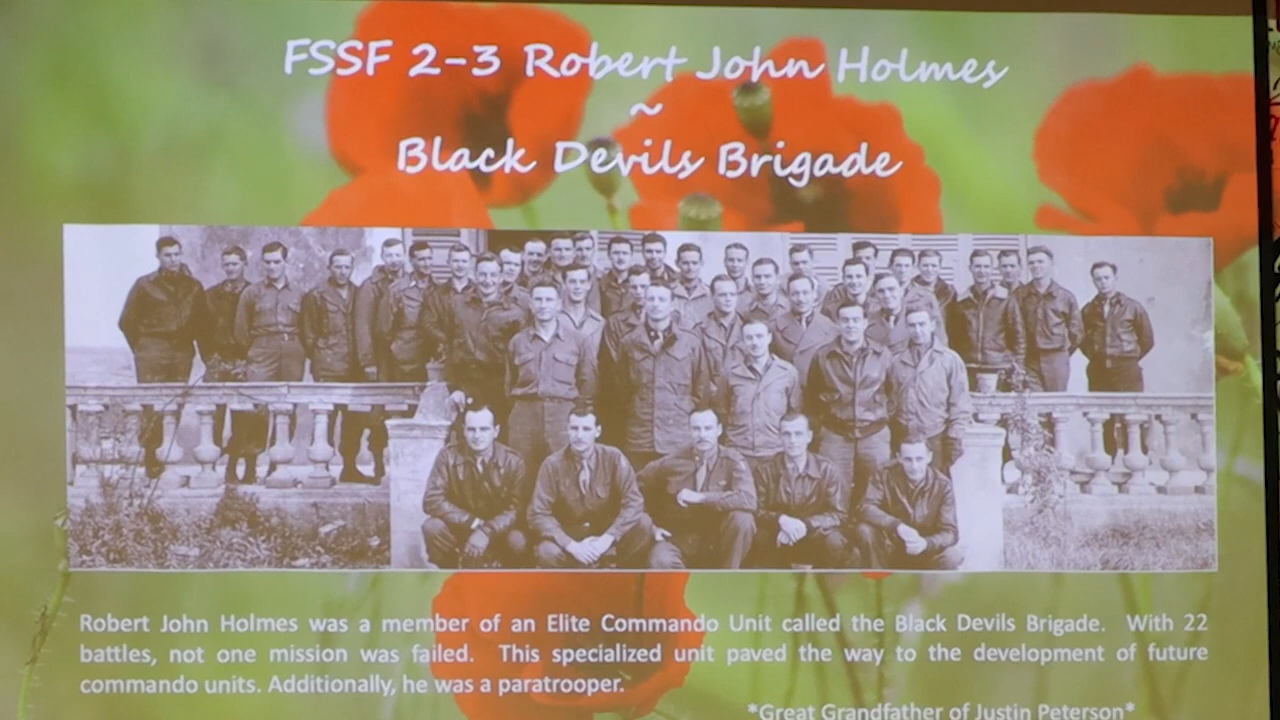 FSSF 2-3 Robert John Holmes
~
Black Devils Brigade
Robert John Holmes was a member of an Elite Commando Unit called the Black Devils Brigade. With 22
battles, not one mission was failed. This specialized unit paved the way to the development of future
commando units. Additionally, he was a paratrooper.
*Great Grandfather of Justin Peterson*